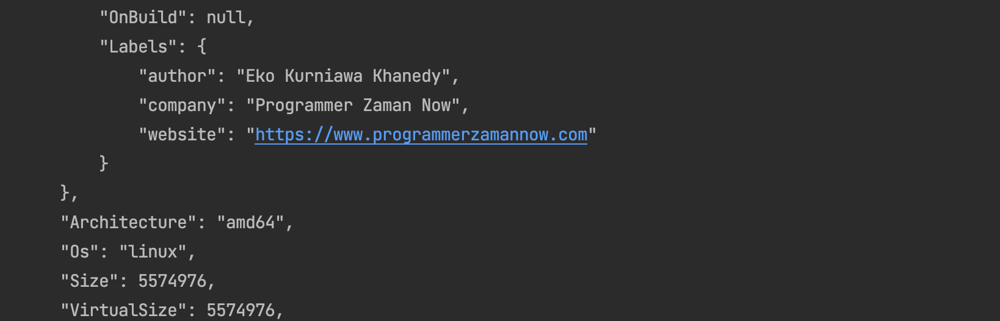 "OnBuild": null,
"Labels": {
"author": "Eko Kurniawa Khanedy",
"company": "Programmer Zaman Now",
"website": "https://www.programmerzamannow.com"
}
},
"Architecture": "amd64",
"Os": "linux",
"Size": 5574976,
"VirtualSize": 5574976,